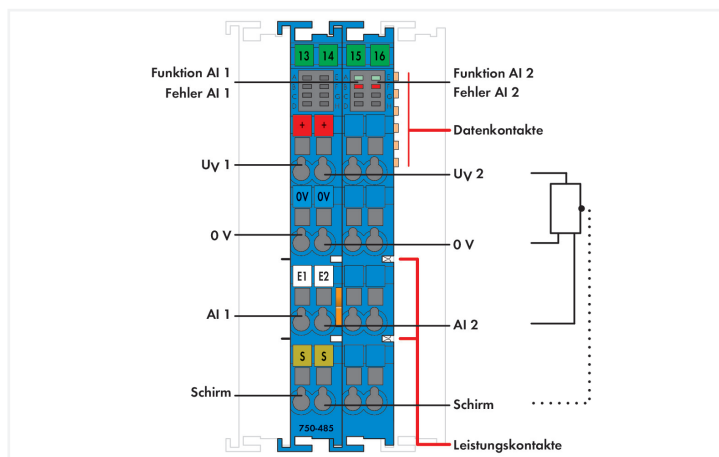 13 14 15 16
Funktion AI 1
Fehler AI 1
Funktion AI 2
Fehler AI 2
Datenkontakte
+ +
UV 1
UV 2
0V 0V
0 V
0 V
E1 E2
AI 1
AI 2
S S
Schirm
Schirm
750-485
Leistungskontakte